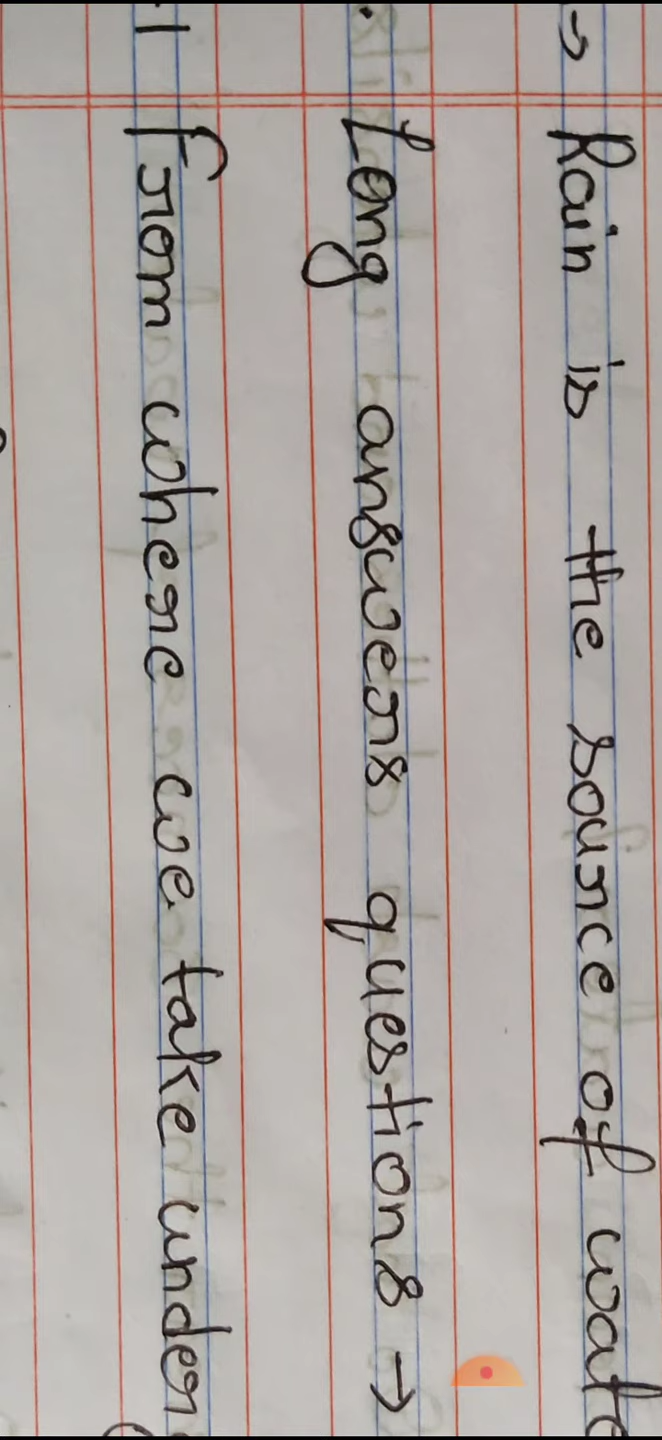 → Rain is the source of wate
Long answers questions →
1 From where we take under